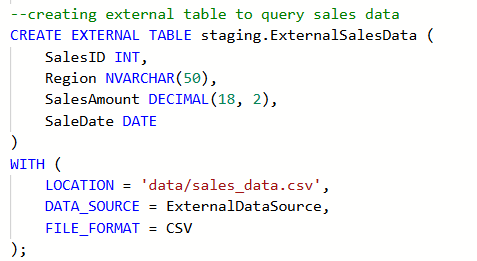 --creating external table to query sales data
CREATE EXTERNAL TABLE staging.ExternalSalesData (
    SalesID INT,
    Region NVARCHAR(50),
    SalesAmount DECIMAL(18, 2),
    SaleDate DATE
)
WITH (
    LOCATION = 'data/sales_data.csv',
    DATA_SOURCE = ExternalDataSource,
    FILE_FORMAT = CSV
);